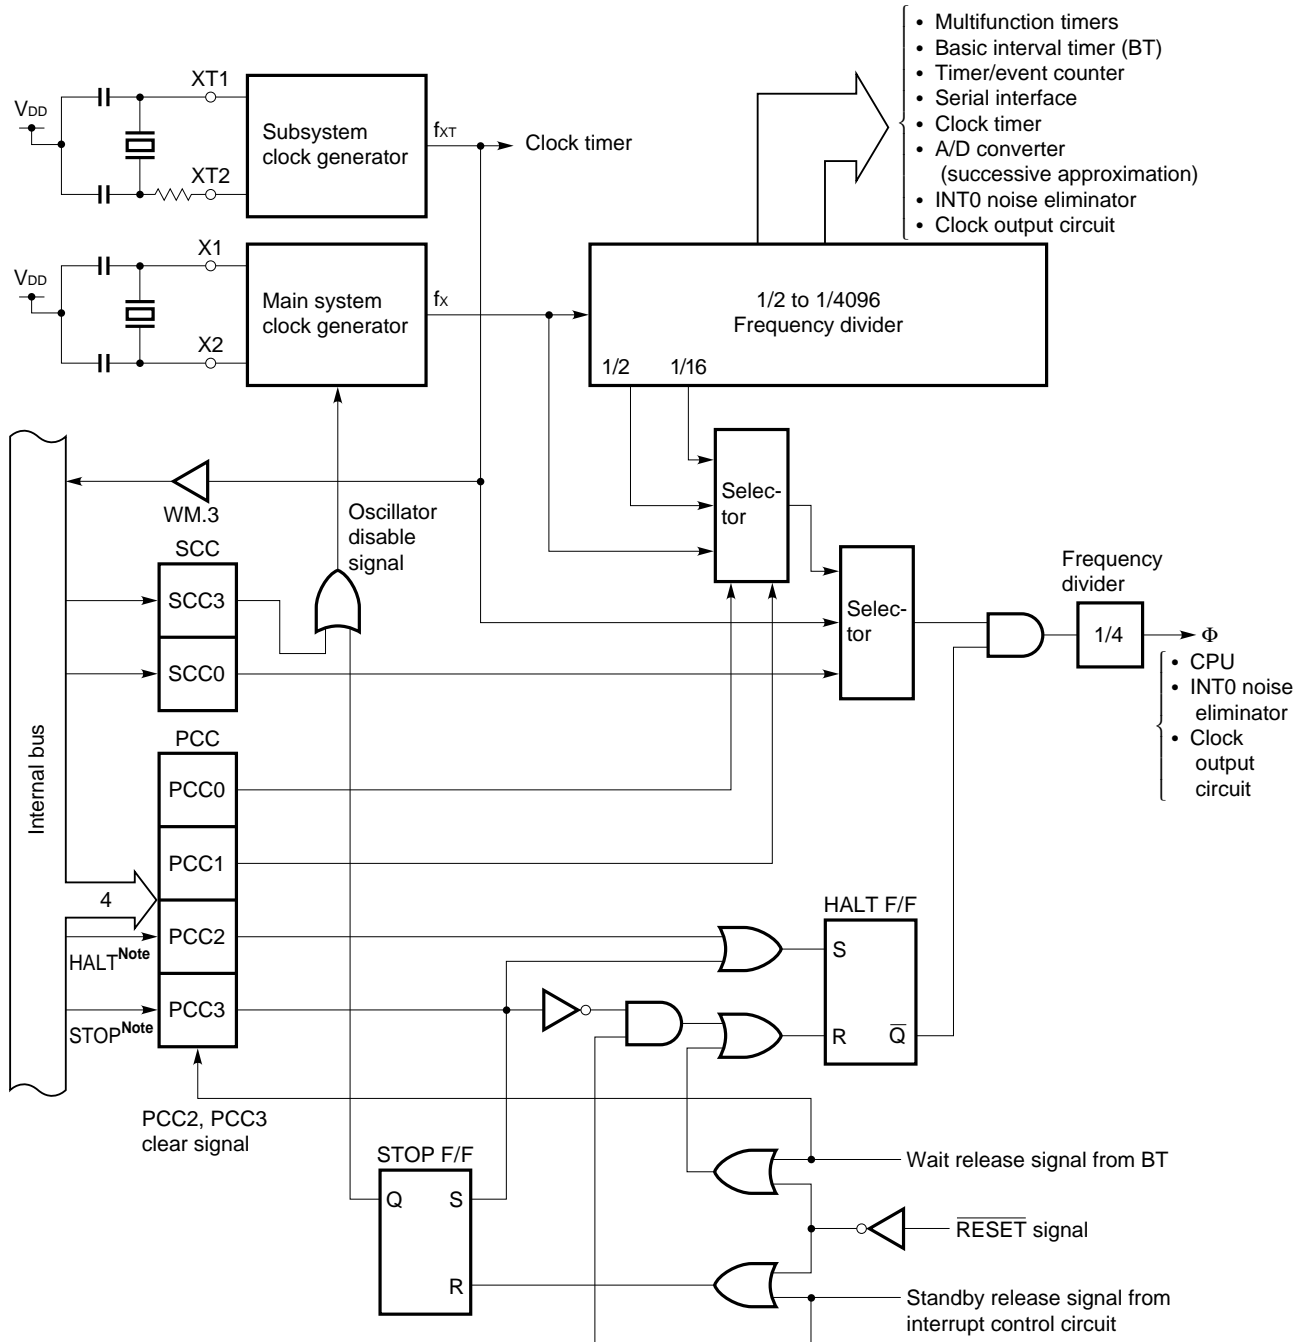 • Multifunction timers
• Basic interval timer (BT)
• Timer/event counter
• Serial interface
• Clock timer
• A/D converter
(successive approximation)
• INT0 noise eliminator
• Clock output circuit
VDD
XT1
XT2
Subsystem
clock generator
fXT
Clock timer
VDD
X1
X2
Main system
clock generator
fX
1/2 to 1/4096
Frequency divider
1/2
1/16
Selec-
tor
WM.3
Oscillator
disable
signal
SCC
SCC3
SCC0
Selec-
tor
Frequency
divider
1/4
Φ
• CPU
• INT0 noise
eliminator
• Clock
output
circuit
Internal bus
PCC
PCC0
PCC1
4
PCC2
HALTNote
PCC3
STOPNote
HALT F/F
S
R
Q̅
PCC2, PCC3
clear signal
STOP F/F
Q
S
R
Wait release signal from BT
R̅E̅S̅E̅T̅ signal
Standby release signal from
interrupt control circuit